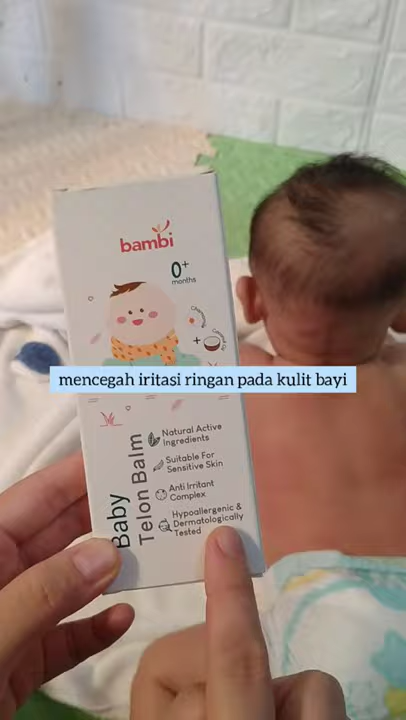 bambi
0+
months
mencegah iritasi ringan pada kulit bayi
Baby
Telon Balm
Natural Active
Ingredients
Suitable For
Sensitive Skin
Anti Irritant
Complex
Hypoallergenic &
Dermatologically
Tested